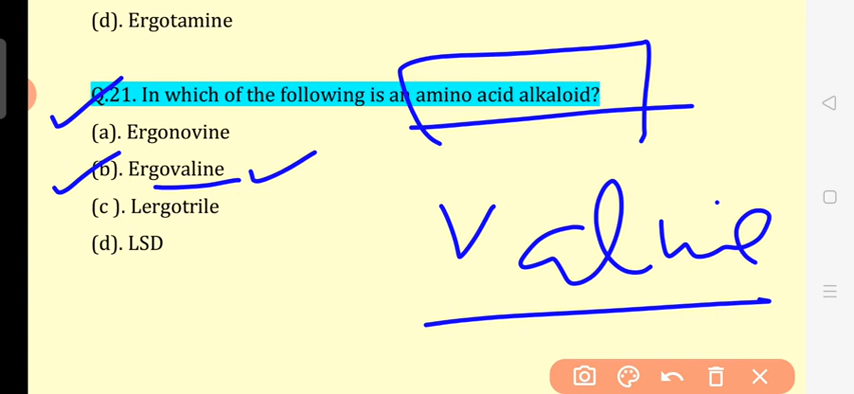 (d). Ergotamine
Q.21. In which of the following is an amino acid alkaloid?
(a). Ergonovine
(b). Ergovaline
(c ). Lergotrile
(d). LSD
Valine